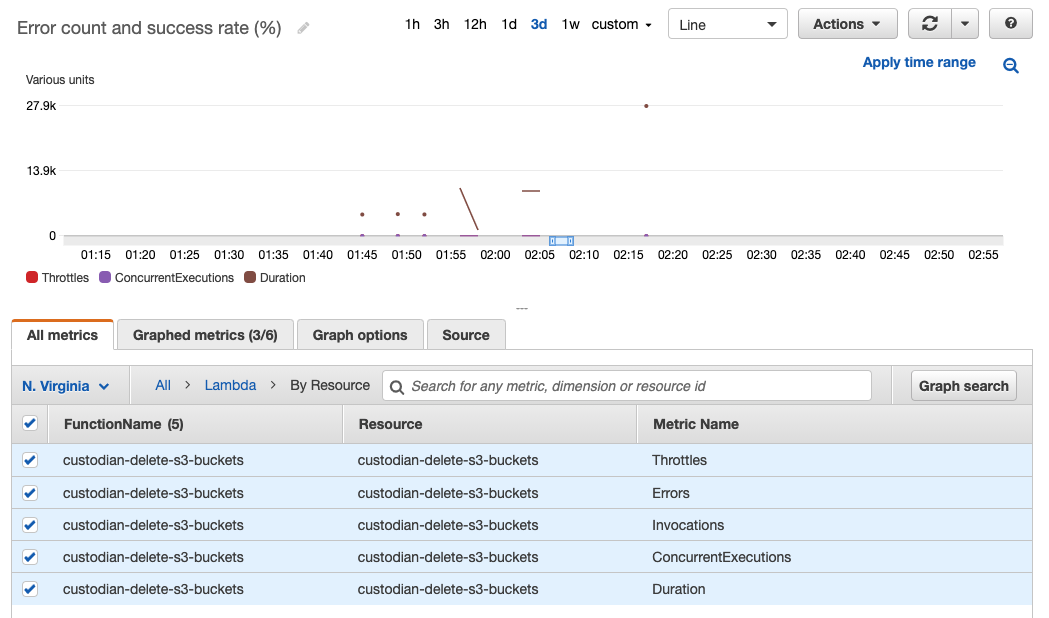 Error count and success rate (%)
1h 3h 12h 1d 3d 1w custom
Line
Actions
Apply time range
Various units
27.9k
13.9k
0
01:15 01:20 01:25 01:30 01:35 01:40 01:45 01:50 01:55 02:00 02:05 02:10 02:15 02:20 02:25 02:30 02:35 02:40 02:45 02:50 02:55
Throttles ConcurrentExecutions Duration
All metrics Graphed metrics (3/6) Graph options Source
N. Virginia All > Lambda > By Resource Search for any metric, dimension or resource id Graph search
FunctionName (5) Resource Metric Name
custodian-delete-s3-buckets custodian-delete-s3-buckets Throttles
custodian-delete-s3-buckets custodian-delete-s3-buckets Errors
custodian-delete-s3-buckets custodian-delete-s3-buckets Invocations
custodian-delete-s3-buckets custodian-delete-s3-buckets ConcurrentExecutions
custodian-delete-s3-buckets custodian-delete-s3-buckets Duration